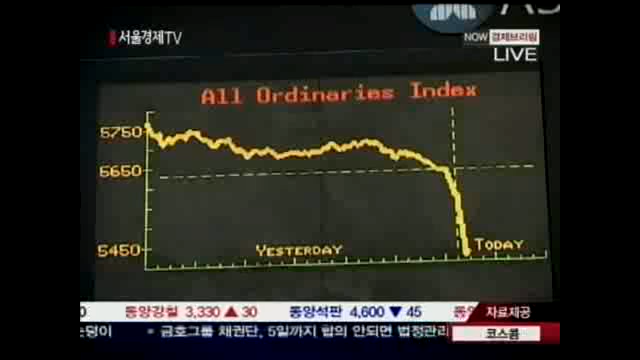 서울경제TV
NOW 경제브리핑
LIVE
All Ordinaries Index
5750
5650
5450
YESTERDAY
TODAY
동양강철 3,330 ▲ 30 동양석판 4,600 ▼ 45 동양
자료제공
금호그룹 채권단, 5일까지 합의 안되면 법정관리
코스콤